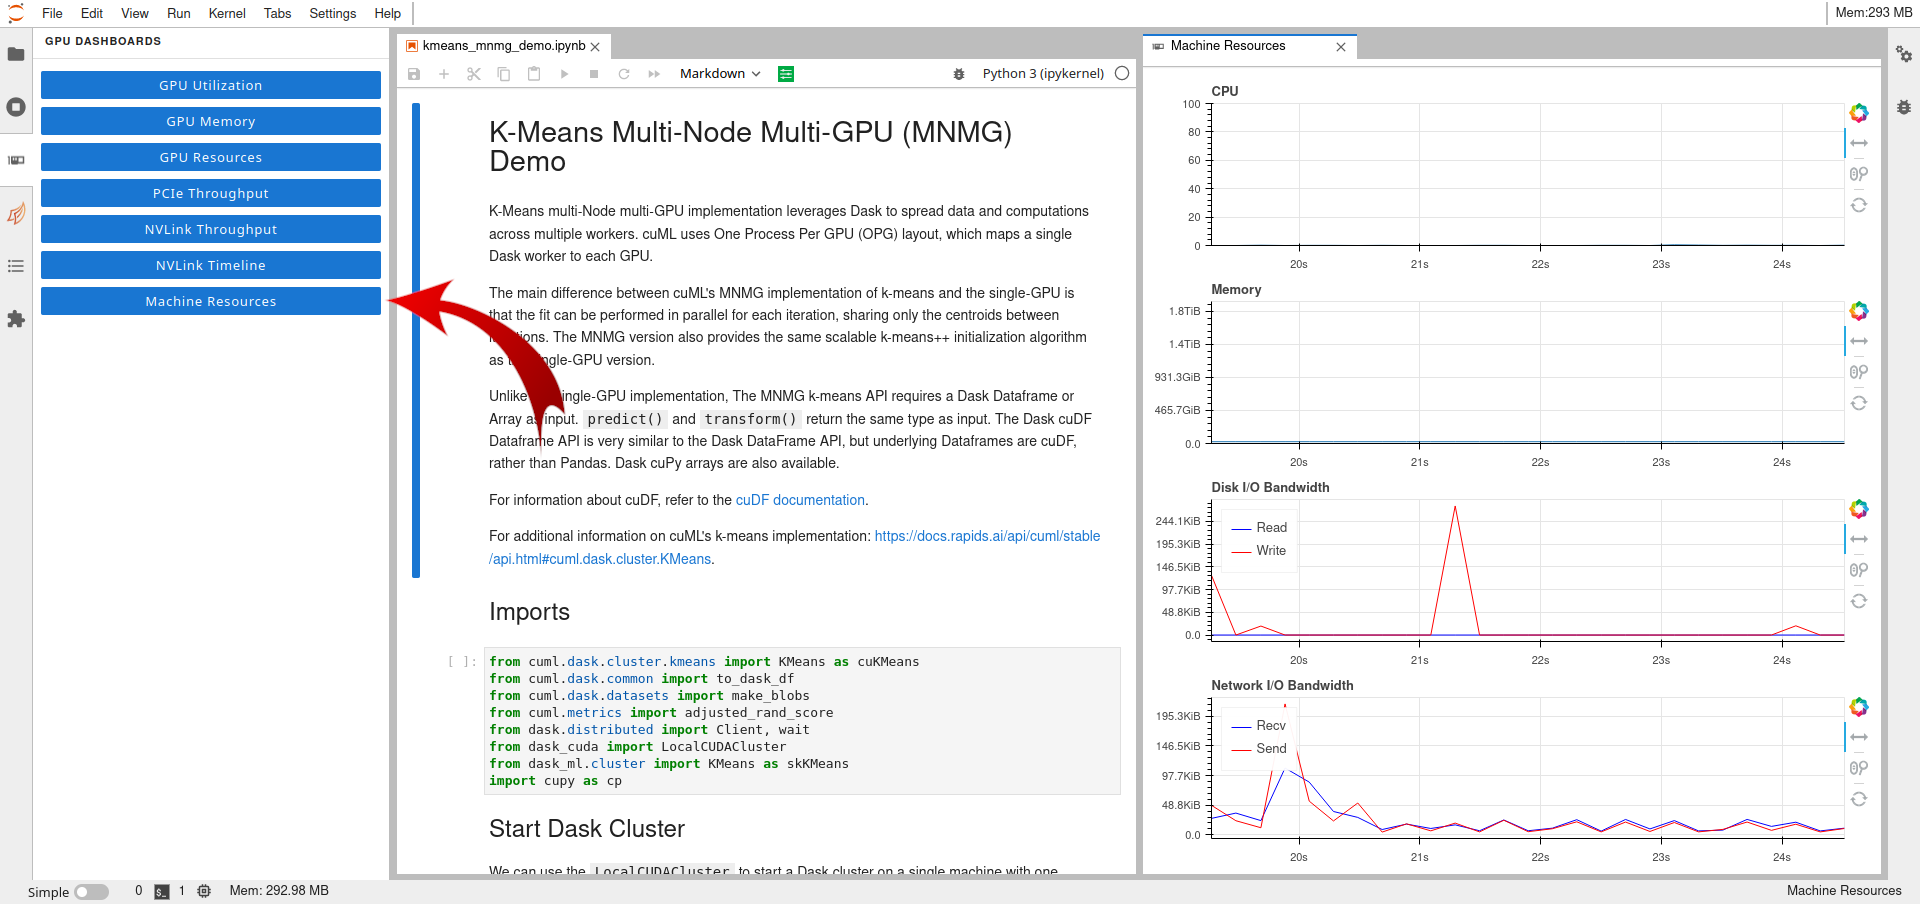 File Edit View Run Kernel Tabs Settings Help
Mem:293 MB
GPU DASHBOARDS
GPU Utilization
GPU Memory
GPU Resources
PCIe Throughput
NVLink Throughput
NVLink Timeline
Machine Resources
kmeans_mnmg_demo.ipynb
Markdown
Python 3 (ipykernel)
K-Means Multi-Node Multi-GPU (MNMG)
Demo
K-Means multi-Node multi-GPU implementation leverages Dask to spread data and computations
across multiple workers. cuML uses One Process Per GPU (OPG) layout, which maps a single
Dask worker to each GPU.
The main difference between cuML's MNMG implementation of k-means and the single-GPU is
that the fit can be performed in parallel for each iteration, sharing only the centroids between
The MNMG version also provides the same scalable k-means++ initialization algorithm
as version.
Unlike implementation, The MNMG k-means API requires a Dask Dataframe or
Array as input. predict() and transform() return the same type as input. The Dask cuDF
Dataframe API is very similar to the Dask DataFrame API, but underlying Dataframes are cuDF,
rather than Pandas. Dask cuPy arrays are also available.
For information about cuDF, refer to the cuDF documentation.
For additional information on cuML's k-means implementation: https://docs.rapids.ai/api/cuml/stable
/api.html#cuml.dask.cluster.KMeans.
Imports
[ ]:
from cuml.dask.cluster.kmeans import KMeans as cuKMeans
from cuml.dask.common import to_dask_df
from cuml.dask.datasets import make_blobs
from cuml.metrics import adjusted_rand_score
from dask.distributed import Client, wait
from dask_cuda import LocalCUDACluster
from dask_ml.cluster import KMeans as skKMeans
import cupy as cp
Start Dask Cluster
We can use the LocalCUDACluster to start a Dask cluster on a single machine with one
Machine Resources
CPU
100
80
60
40
20
0
20s 21s 22s 23s 24s
Memory
1.8TiB
1.4TiB
931.3GiB
465.7GiB
0.0
20s 21s 22s 23s 24s
Disk I/O Bandwidth
244.1KiB
195.3KiB
146.5KiB
97.7KiB
48.8KiB
0.0
Read
Write
20s 21s 22s 23s 24s
Network I/O Bandwidth
195.3KiB
146.5KiB
97.7KiB
48.8KiB
0.0
Recv
Send
20s 21s 22s 23s 24s
Simple 0 $_ 1 Mem: 292.98 MB
Machine Resources